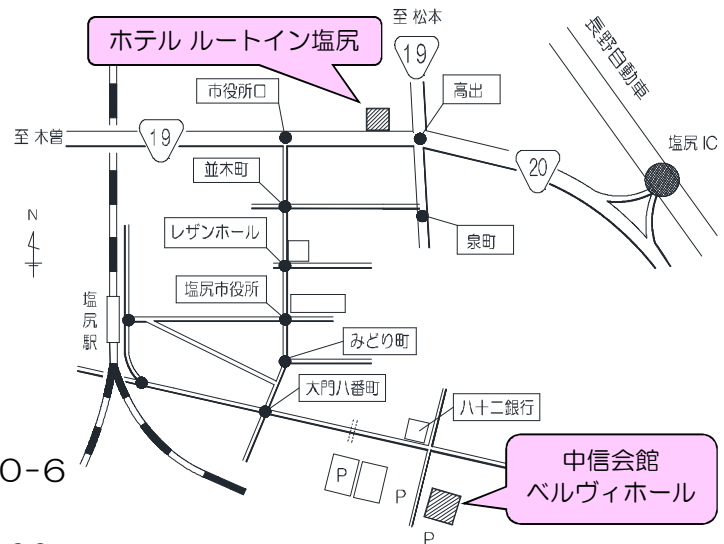 至 松本
ホテル ルートイン塩尻
19
長野自動車
市役所口
高出
至 木曽
19
塩尻 IC
20
並木町
N
レザンホール
泉町
塩尻市役所
塩尻駅
みどり町
大門八番町
八十二銀行
中信会館
ベルヴィホール
0-6
P
P
P